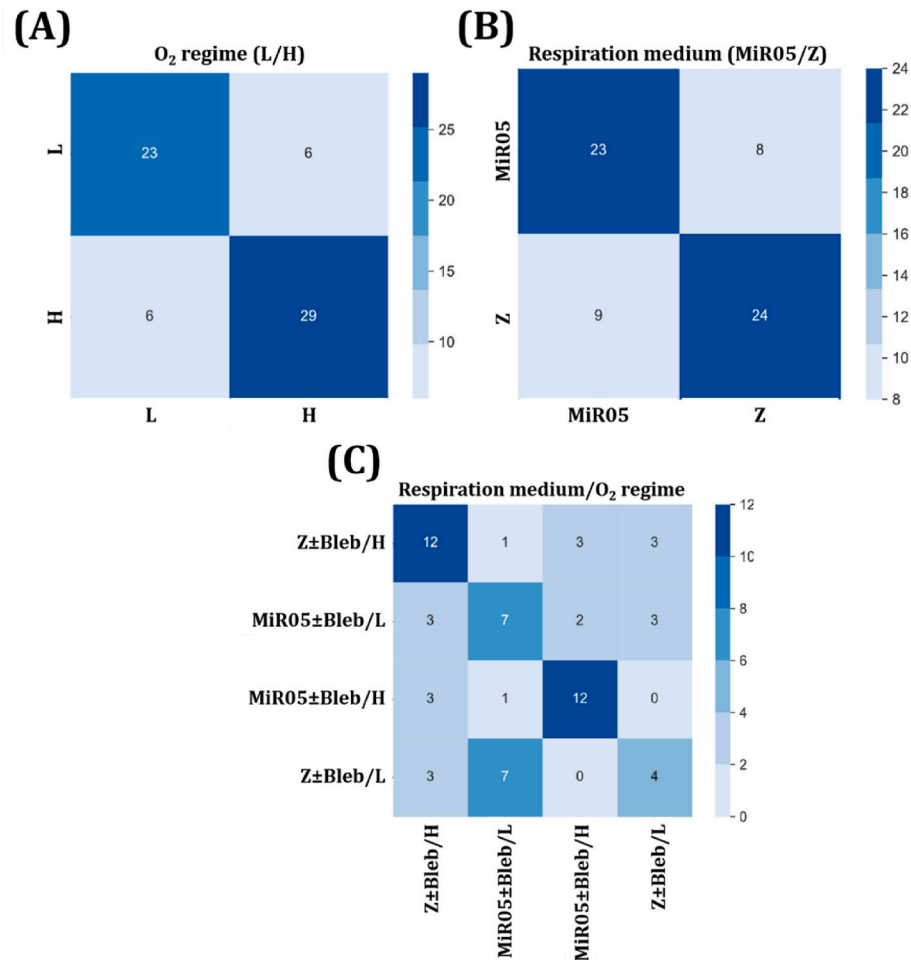 (A)
O₂ regime (L/H)
L
23
6
H
6
29
L
H
25
20
15
10
(B)
Respiration medium (MiR05/Z)
MiR05
23
8
Z
9
24
MiR05
Z
24
22
20
18
16
14
12
10
8
(C)
Respiration medium/O₂ regime
Z±Bleb/H
12
1
3
3
MiR05±Bleb/L
3
7
2
3
MiR05±Bleb/H
3
1
12
0
Z±Bleb/L
3
7
0
4
Z±Bleb/H
MiR05±Bleb/L
MiR05±Bleb/H
Z±Bleb/L
12
10
8
6
4
2
0